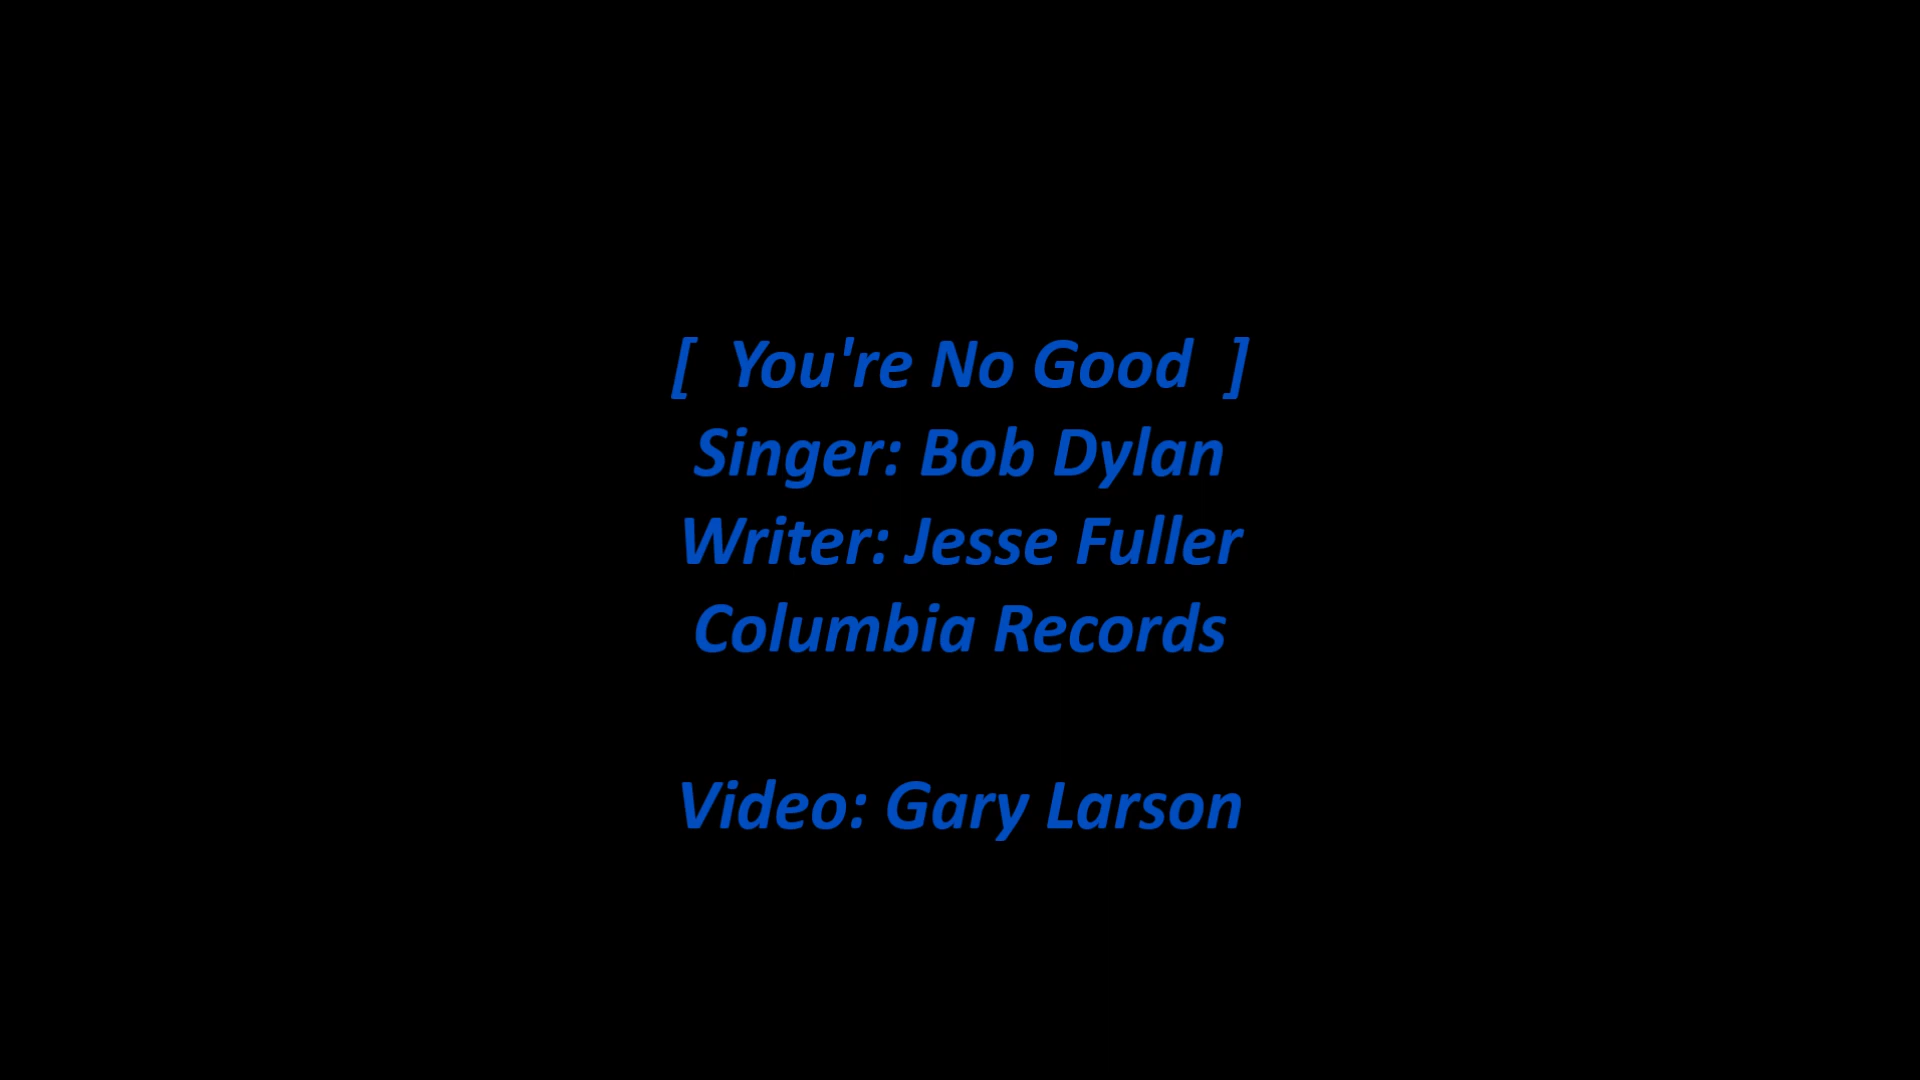 [  You're No Good  ]
Singer: Bob Dylan
Writer: Jesse Fuller
Columbia Records
Video: Gary Larson